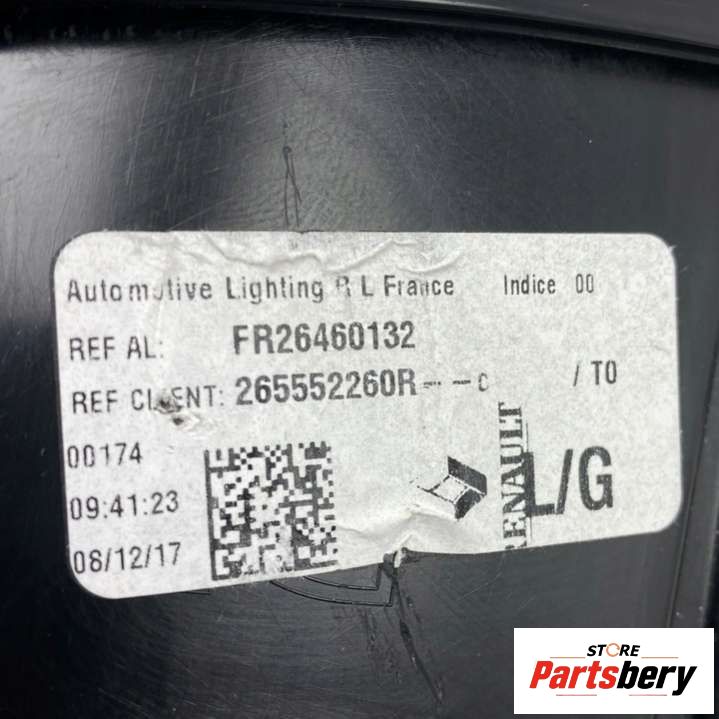 Automotive Lighting R L France Indice 00
REF AL: FR26460132
REF CLIENT: 265552260R-- -C / TO
00174
09:41:23
08/12/17
RENAULT
L/G
STORE
Partsbery